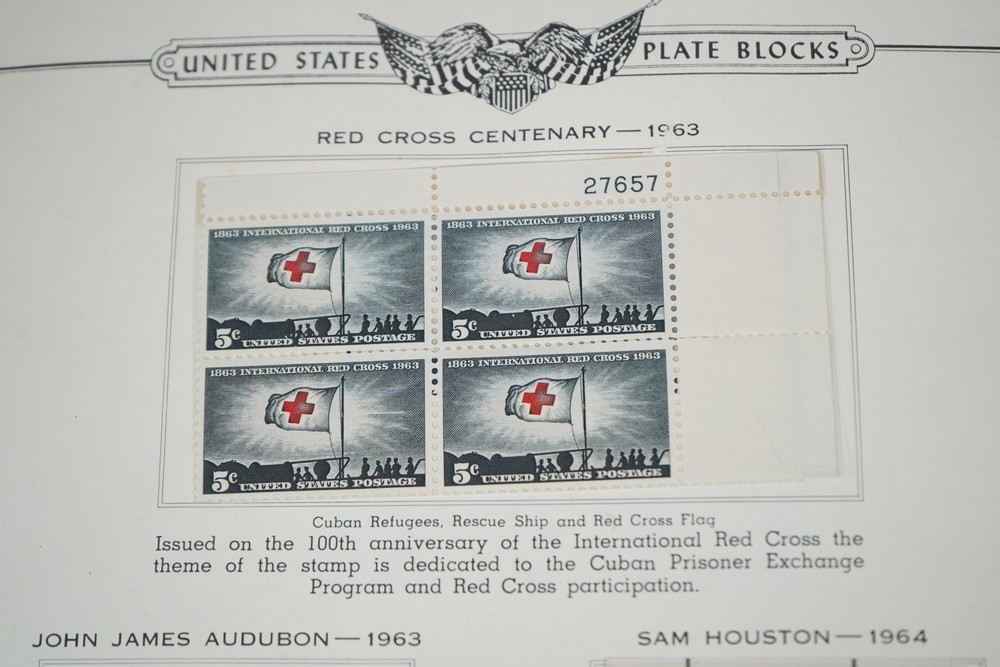 UNITED STATES PLATE BLOCKS
RED CROSS CENTENARY — 1963
27657
1863 INTERNATIONAL RED CROSS 1963
5c UNITED STATES POSTAGE
1863 INTERNATIONAL RED CROSS 1963
5c UNITED STATES POSTAGE
1863 INTERNATIONAL RED CROSS 1963
5c UNITED STATES POSTAGE
1863 INTERNATIONAL RED CROSS 1963
5c UNITED STATES POSTAGE
Cuban Refugees, Rescue Ship and Red Cross Flag
Issued on the 100th anniversary of the International Red Cross the
theme of the stamp is dedicated to the Cuban Prisoner Exchange
Program and Red Cross participation.
JOHN JAMES AUDUBON — 1963
SAM HOUSTON — 1964